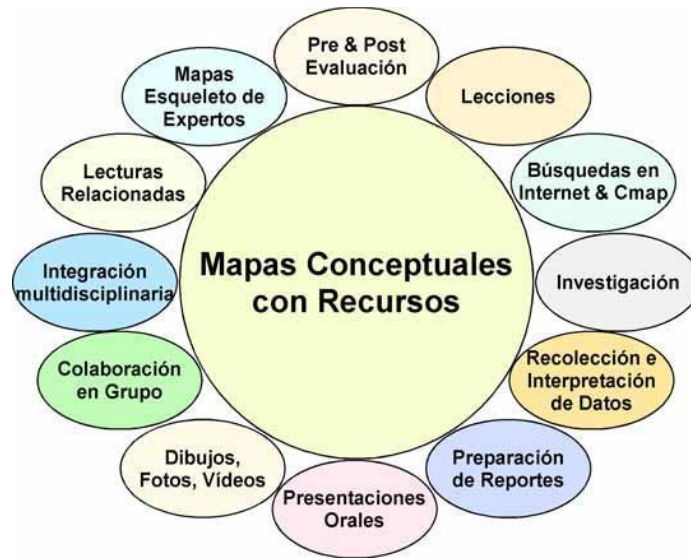 Pre & Post
Evaluación
Lecciones
Búsquedas en
Internet & Cmap
Investigación
Recolección e
Interpretación
de Datos
Preparación
de Reportes
Presentaciones
Orales
Dibujos,
Fotos, Vídeos
Colaboración
en Grupo
Integración
multidisciplinaria
Lecturas
Relacionadas
Mapas
Esqueleto de
Expertos
Mapas Conceptuales
con Recursos